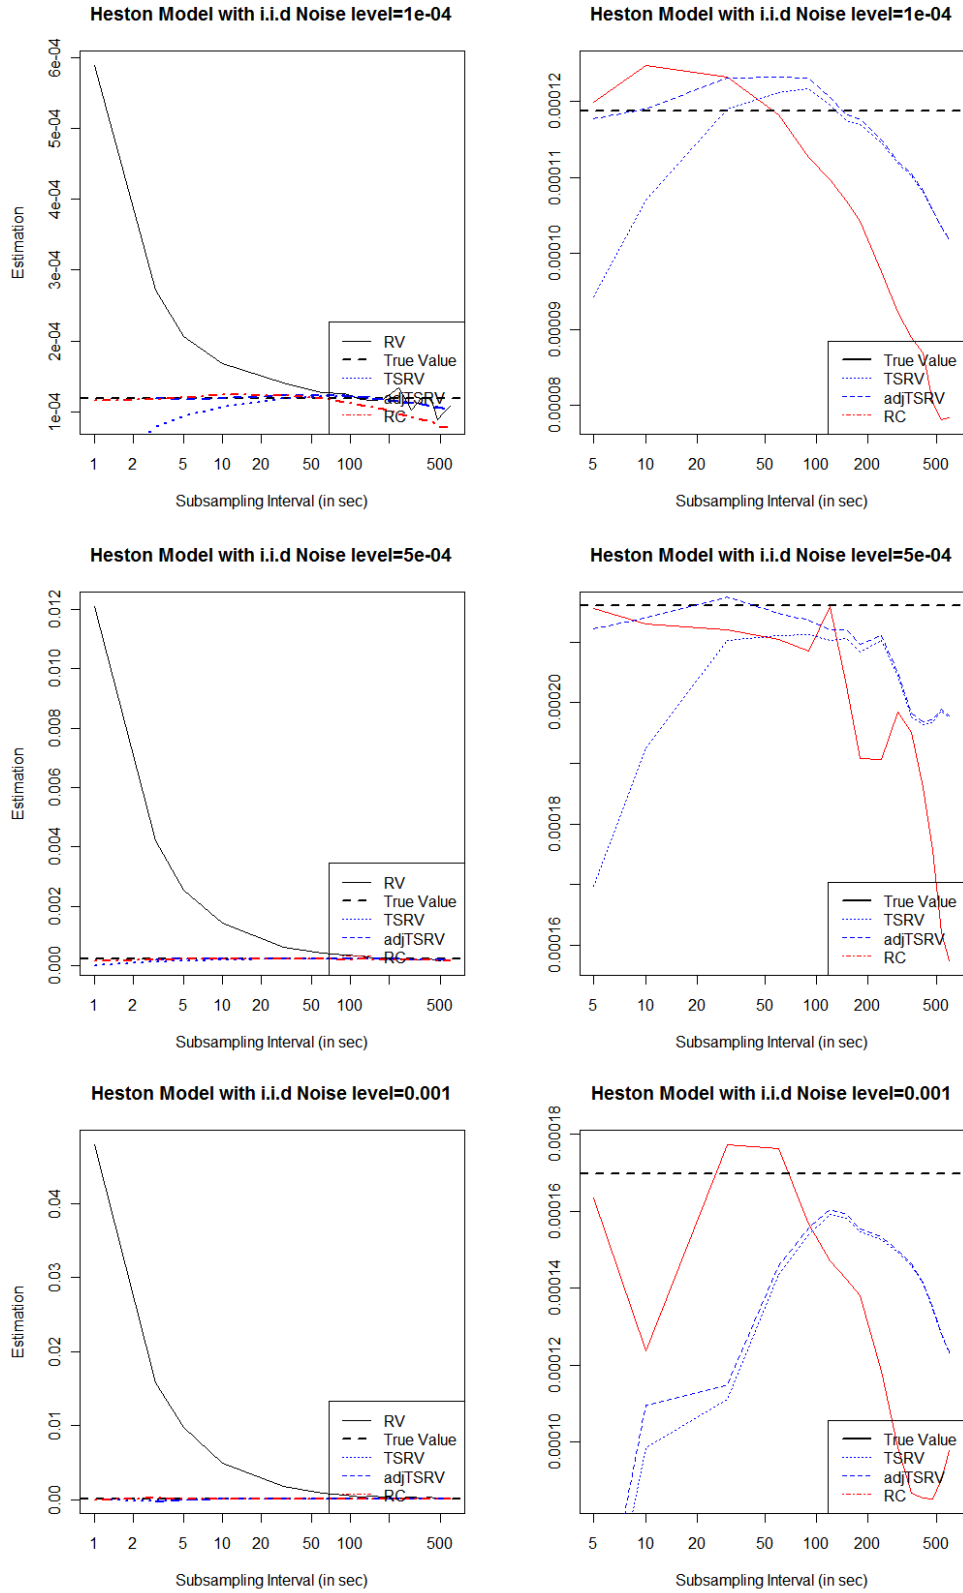 Heston Model with i.i.d Noise level=1e-04
Estimation
6e-04
5e-04
4e-04
3e-04
2e-04
1e-04
RV
True Value
TSRV
adjTSRV
RC
1 2 5 10 20 50 100 500
Subsampling Interval (in sec)
Heston Model with i.i.d Noise level=1e-04
0.00012
0.00011
0.00010
0.00009
0.00008
True Value
TSRV
adjTSRV
RC
5 10 20 50 100 200 500
Subsampling Interval (in sec)
Heston Model with i.i.d Noise level=5e-04
Estimation
0.012
0.010
0.008
0.006
0.004
0.002
0.000
RV
True Value
TSRV
adjTSRV
RC
1 2 5 10 20 50 100 500
Subsampling Interval (in sec)
Heston Model with i.i.d Noise level=5e-04
0.00020
0.00018
0.00016
True Value
TSRV
adjTSRV
RC
5 10 20 50 100 200 500
Subsampling Interval (in sec)
Heston Model with i.i.d Noise level=0.001
Estimation
0.04
0.03
0.02
0.01
0.00
RV
True Value
TSRV
adjTSRV
RC
1 2 5 10 20 50 100 500
Subsampling Interval (in sec)
Heston Model with i.i.d Noise level=0.001
0.00018
0.00016
0.00014
0.00012
0.00010
True Value
TSRV
adjTSRV
RC
5 10 20 50 100 200 500
Subsampling Interval (in sec)